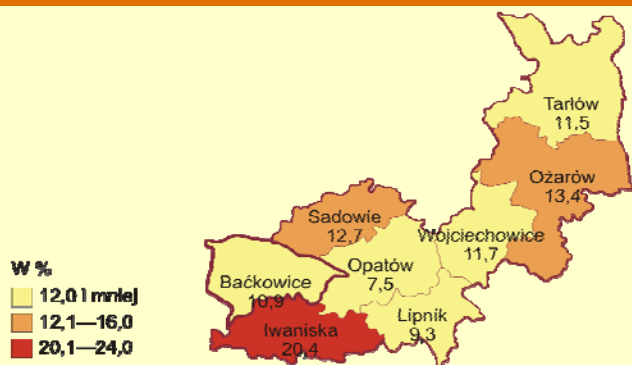 Tarłów
11,5
Ożarów
13,4
Sadowie
12,7
Wojciechowice
11,7
Opatów
7,5
Baćkowice
10,9
Lipnik
9,3
Iwaniska
20,4
W %
12,0 i mniej
12,1—16,0
20,1—24,0